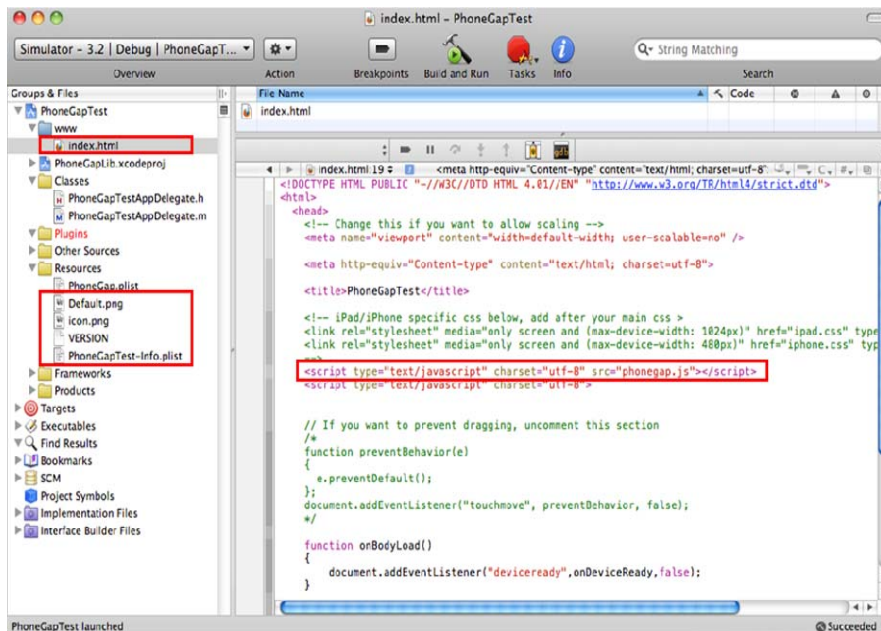 index.html - PhoneGapTest
Simulator - 3.2 | Debug | PhoneGapT...
String Matching
Overview
Action
Breakpoints
Build and Run
Tasks
Info
Search
Groups & Files
File Name
Code
PhoneGapTest
index.html
www
index.html
PhoneGapLib.xcodeproj
Classes
PhoneGapTestAppDelegate.h
PhoneGapTestAppDelegate.m
Plugins
Other Sources
Resources
PhoneGap.plist
Default.png
icon.png
VERSION
PhoneGapTest-Info.plist
Frameworks
Products
Targets
Executables
Find Results
Bookmarks
SCM
Project Symbols
Implementation Files
Interface Builder Files
gdb
index.html:19
<meta http-equiv="Content-type" content="text/html; charset=utf-8"
<!DOCTYPE HTML PUBLIC "-//W3C//DTD HTML 4.01//EN" "http://www.w3.org/TR/html4/strict.dtd">
<html>
<head>
<!-- Change this if you want to allow scaling -->
<meta name="viewport" content="width=default-width; user-scalable=no" />
<meta http-equiv="Content-type" content="text/html; charset=utf-8">
<title>PhoneGapTest</title>
<!-- iPad/iPhone specific css below, add after your main css >
<link rel="stylesheet" media="only screen and (max-device-width: 1024px)" href="ipad.css" type
<link rel="stylesheet" media="only screen and (max-device-width: 480px)" href="iphone.css" typ
-->
<script type="text/javascript" charset="utf-8" src="phonegap.js"></script>
<script type="text/javascript" charset="utf-8">
// If you want to prevent dragging, uncomment this section
/*
function preventBehavior(e)
{
e.preventDefault();
};
document.addEventListener("touchmove", preventBehavior, false);
*/
function onBodyLoad()
{
document.addEventListener("deviceready",onDeviceReady,false);
}
PhoneGapTest launched
Succeeded